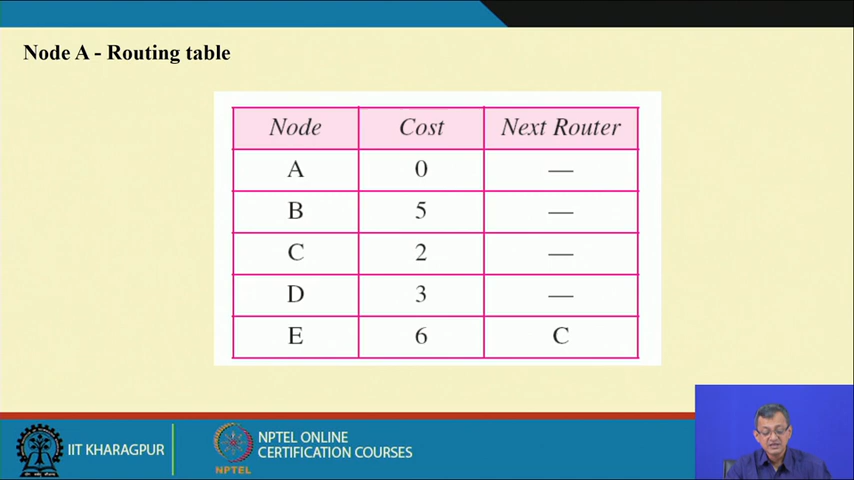 Node A - Routing table
Node Cost Next Router
A 0 —
B 5 —
C 2 —
D 3 —
E 6 C
IIT KHARAGPUR
NPTEL
NPTEL ONLINE
CERTIFICATION COURSES